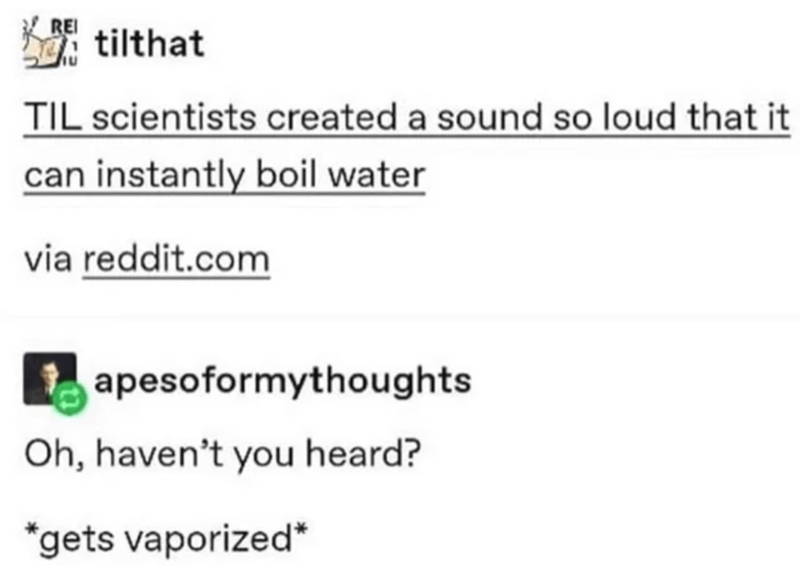 REI
tilthat
TIL scientists created a sound so loud that it
can instantly boil water
via reddit.com
apesoformythoughts
Oh, haven't you heard?
*gets vaporized*